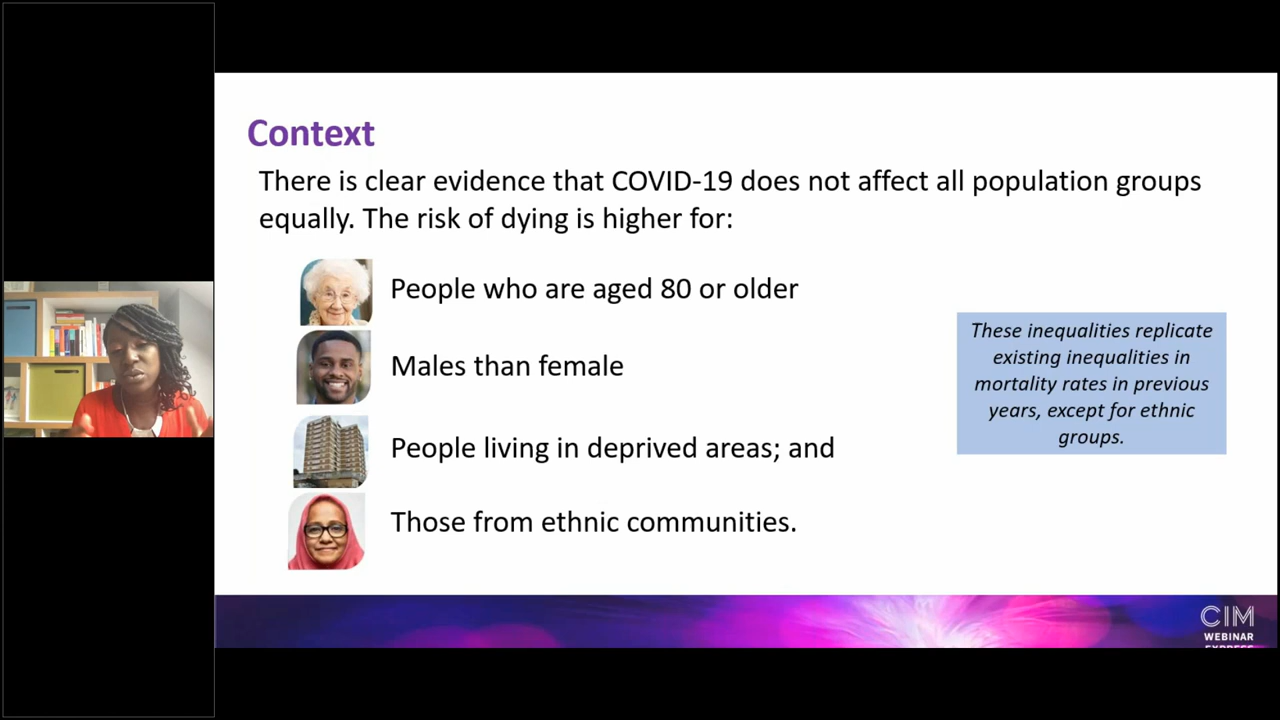 Context
There is clear evidence that COVID-19 does not affect all population groups
equally. The risk of dying is higher for:
People who are aged 80 or older
Males than female
People living in deprived areas; and
Those from ethnic communities.
These inequalities replicate
existing inequalities in
mortality rates in previous
years, except for ethnic
groups.
CIM
WEBINAR
EXPRESS